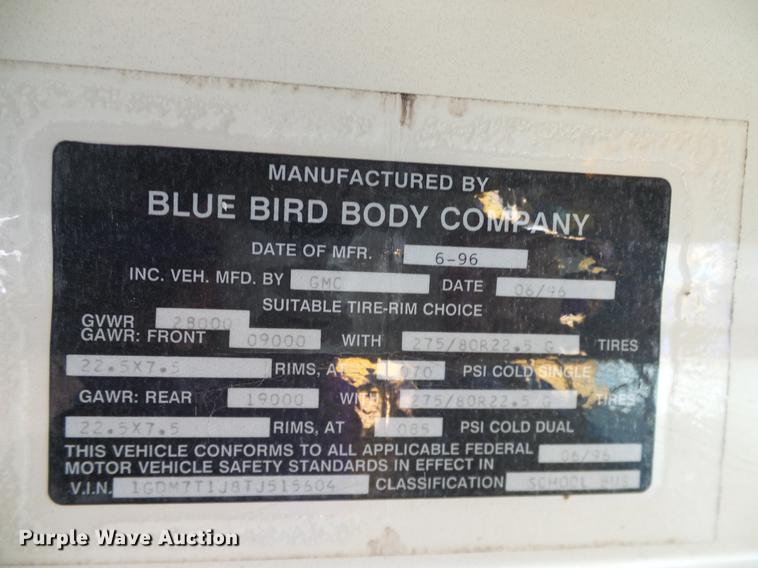 MANUFACTURED BY
BLUE BIRD BODY COMPANY
DATE OF MFR. 6-96
INC. VEH. MFD. BY GMC DATE 06/96
SUITABLE TIRE-RIM CHOICE
GVWR 28000
GAWR: FRONT 09000 WITH 275/80R22.5 G TIRES
22.5X7.5 RIMS, AT 070 PSI COLD SINGLE
GAWR: REAR 19000 WITH 275/80R22.5 G TIRES
22.5X7.5 RIMS, AT 085 PSI COLD DUAL
THIS VEHICLE CONFORMS TO ALL APPLICABLE FEDERAL
MOTOR VEHICLE SAFETY STANDARDS IN EFFECT IN 06/96
V.I.N. 1GDM7T1J8TJ515604 CLASSIFICATION SCHOOL BUS
Purple Wave Auction